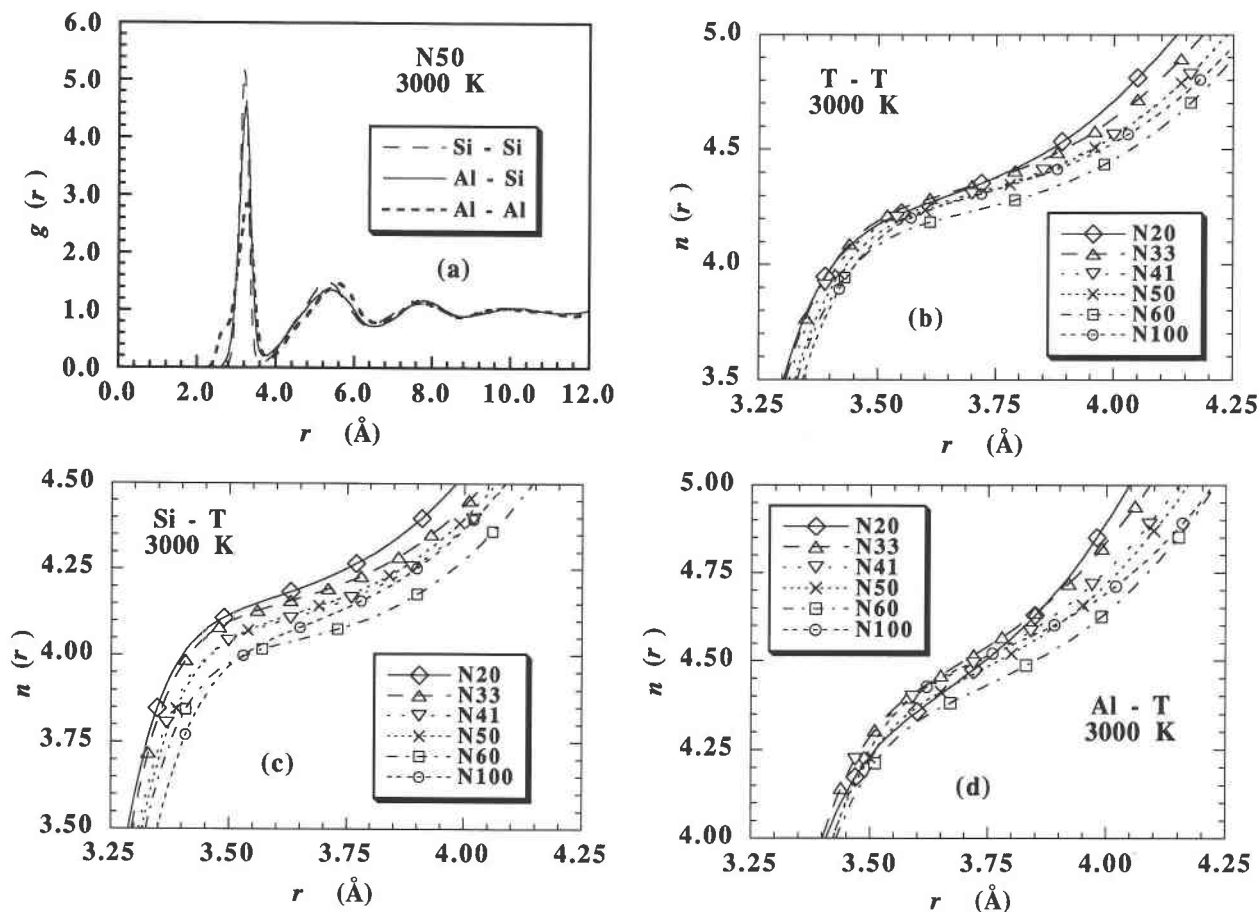 N50
3000 K
Si - Si
Al - Si
Al - Al
(a)
g (r)
6.0
5.0
4.0
3.0
2.0
1.0
0.0
0.0 2.0 4.0 6.0 8.0 10.0 12.0
r (Å)
T - T
3000 K
N20
N33
N41
N50
N60
N100
(b)
n (r)
5.0
4.5
4.0
3.5
3.25 3.50 3.75 4.00 4.25
r (Å)
Si - T
3000 K
N20
N33
N41
N50
N60
N100
(c)
n (r)
4.50
4.25
4.00
3.75
3.50
3.25 3.50 3.75 4.00 4.25
r (Å)
N20
N33
N41
N50
N60
N100
Al - T
3000 K
(d)
n (r)
5.00
4.75
4.50
4.25
4.00
3.25 3.50 3.75 4.00 4.25
r (Å)